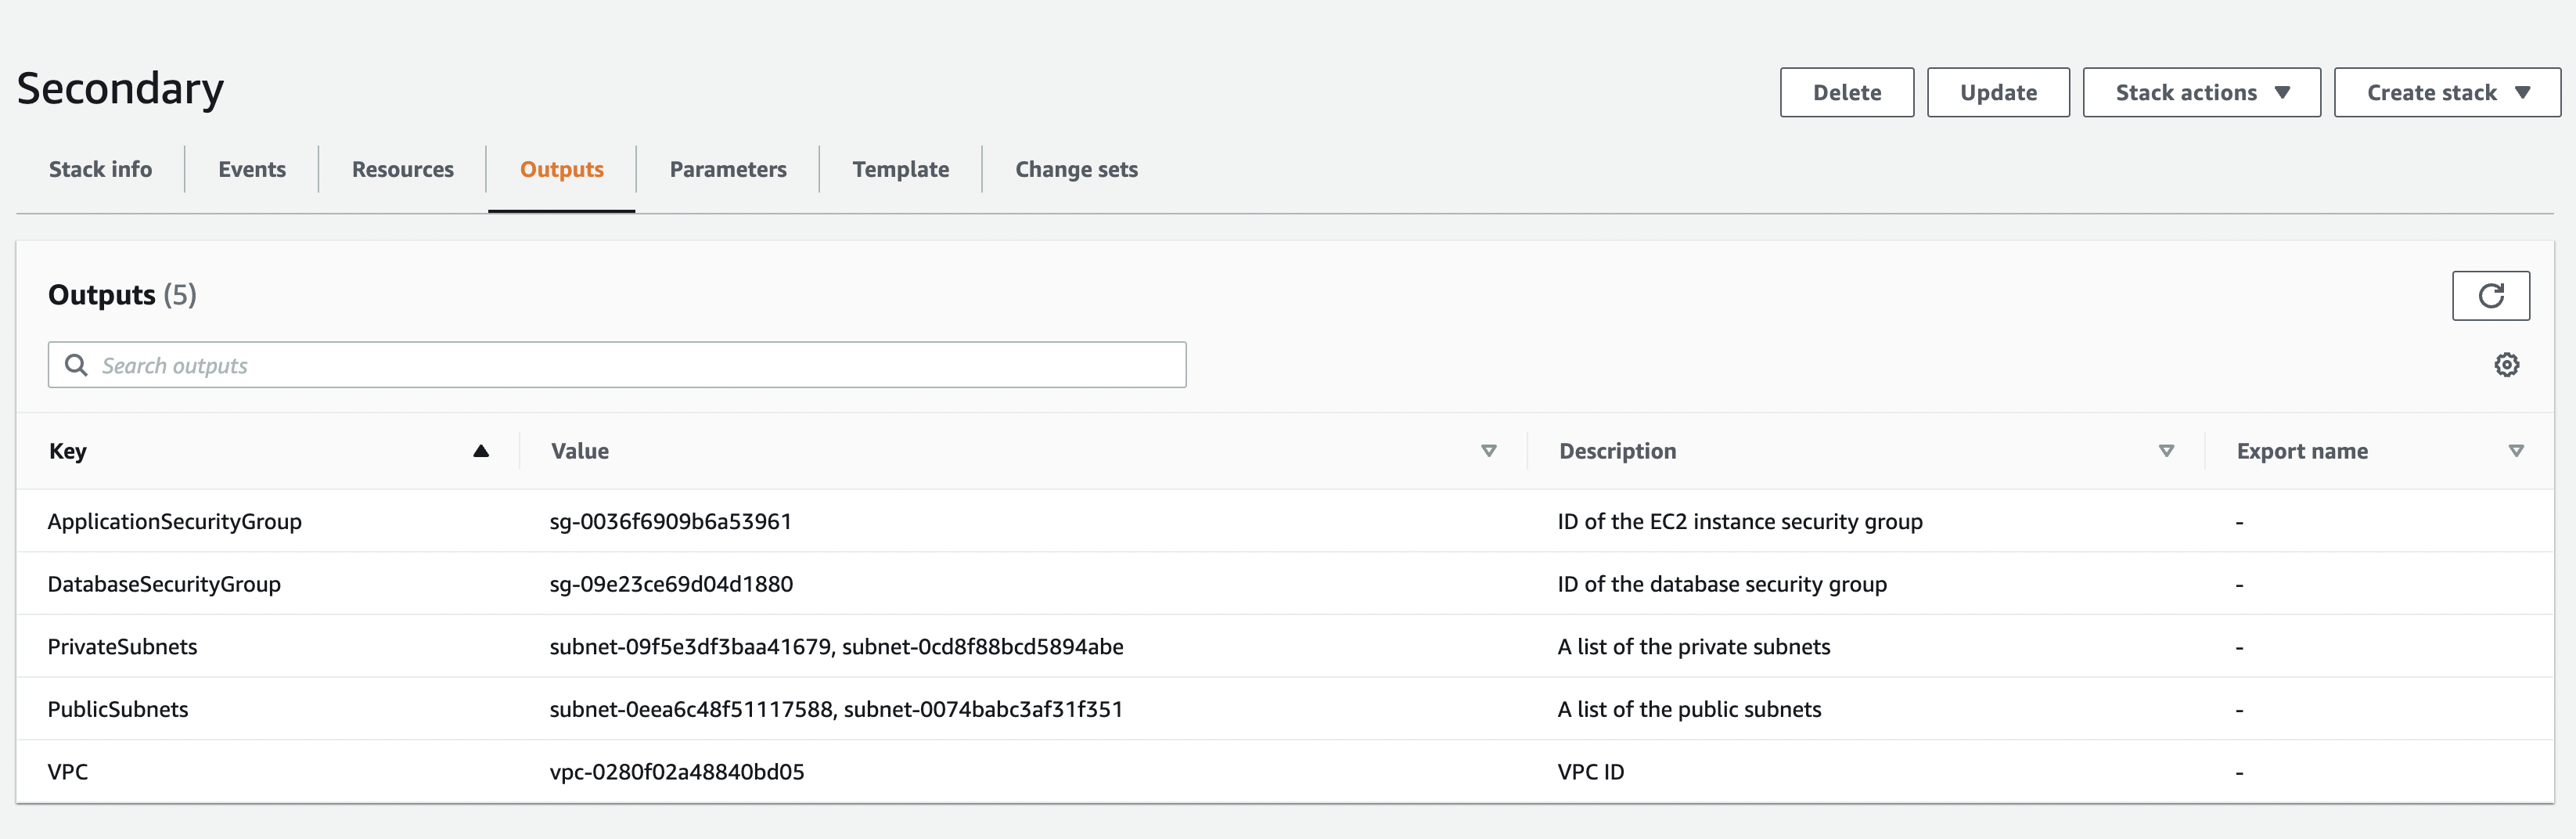 Secondary
Delete Update Stack actions Create stack
Stack info Events Resources Outputs Parameters Template Change sets
Outputs (5)
Search outputs
Key Value Description Export name
ApplicationSecurityGroup sg-0036f6909b6a53961 ID of the EC2 instance security group -
DatabaseSecurityGroup sg-09e23ce69d04d1880 ID of the database security group -
PrivateSubnets subnet-09f5e3df3baa41679, subnet-0cd8f88bcd5894abe A list of the private subnets -
PublicSubnets subnet-0eea6c48f51117588, subnet-0074babc3af31f351 A list of the public subnets -
VPC vpc-0280f02a48840bd05 VPC ID -